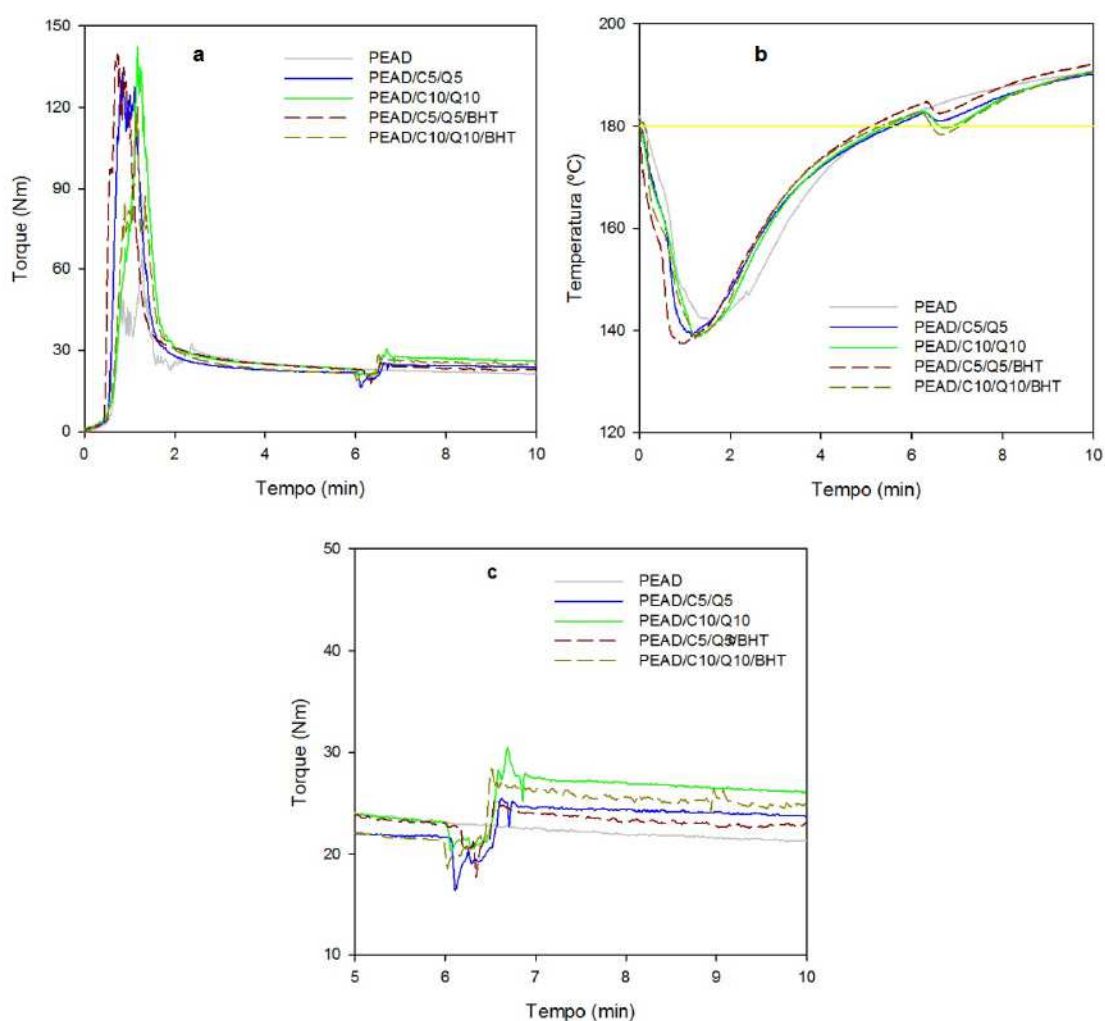 a
150
120
90
60
30
0
Torque (Nm)
0 2 4 6 8 10
Tempo (min)
PEAD
PEAD/C5/Q5
PEAD/C10/Q10
PEAD/C5/Q5/BHT
PEAD/C10/Q10/BHT
b
200
180
160
140
120
Temperatura (ºC)
0 2 4 6 8 10
Tempo (min)
PEAD
PEAD/C5/Q5
PEAD/C10/Q10
PEAD/C5/Q5/BHT
PEAD/C10/Q10/BHT
c
50
40
30
20
10
Torque (Nm)
5 6 7 8 9 10
Tempo (min)
PEAD
PEAD/C5/Q5
PEAD/C10/Q10
PEAD/C5/Q5/BHT
PEAD/C10/Q10/BHT